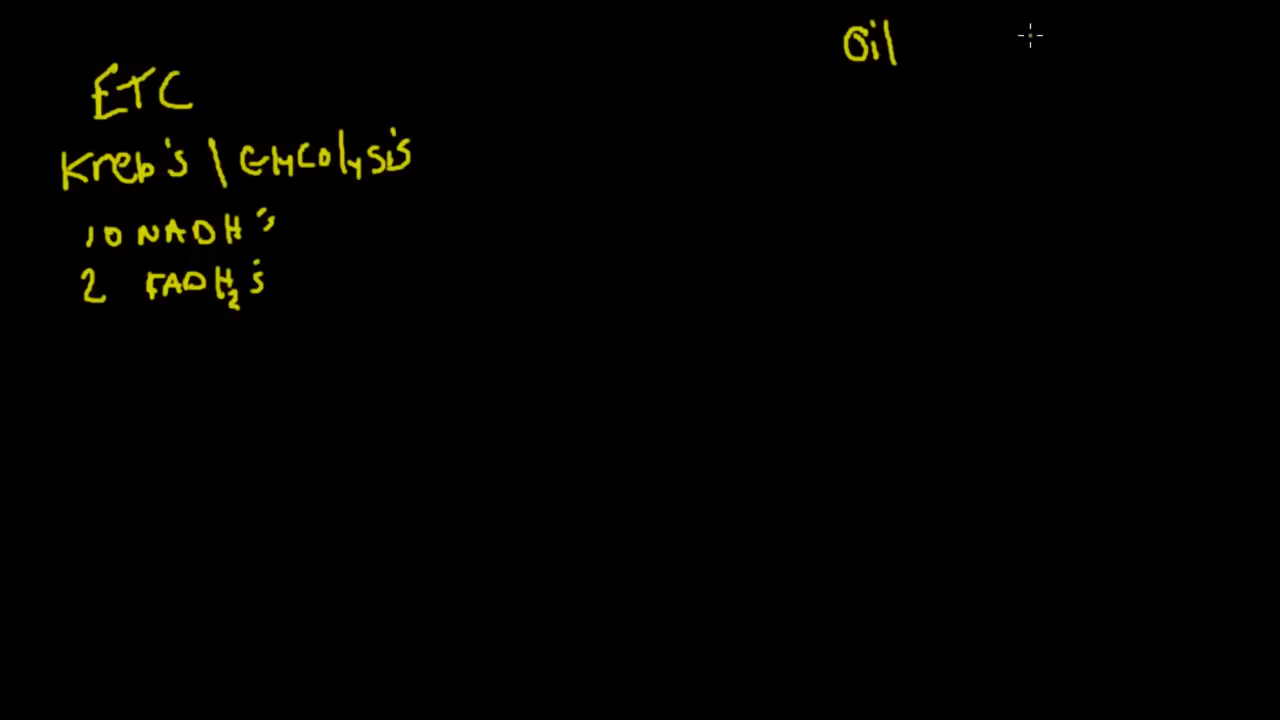 ETC
Kreb's | Glycolysis
10 NADH's
2 FADH₂'s
Oil